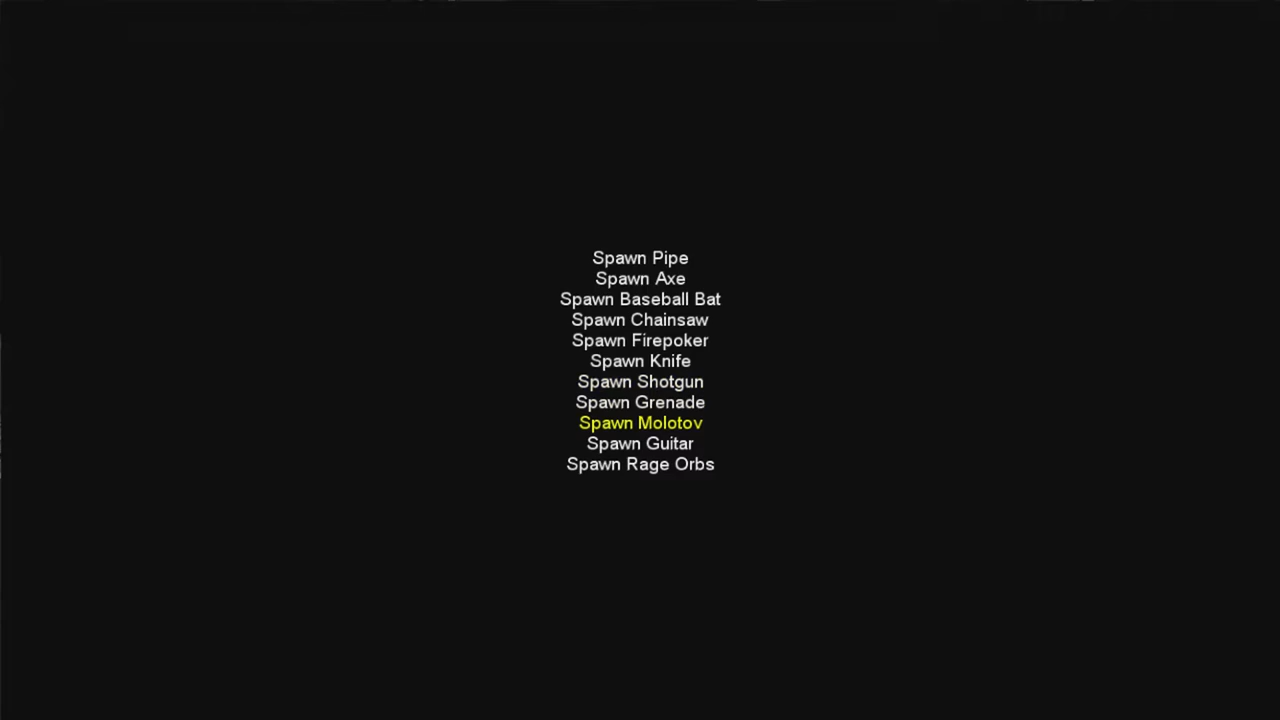 Spawn Pipe
Spawn Axe
Spawn Baseball Bat
Spawn Chainsaw
Spawn Firepoker
Spawn Knife
Spawn Shotgun
Spawn Grenade
Spawn Molotov
Spawn Guitar
Spawn Rage Orbs